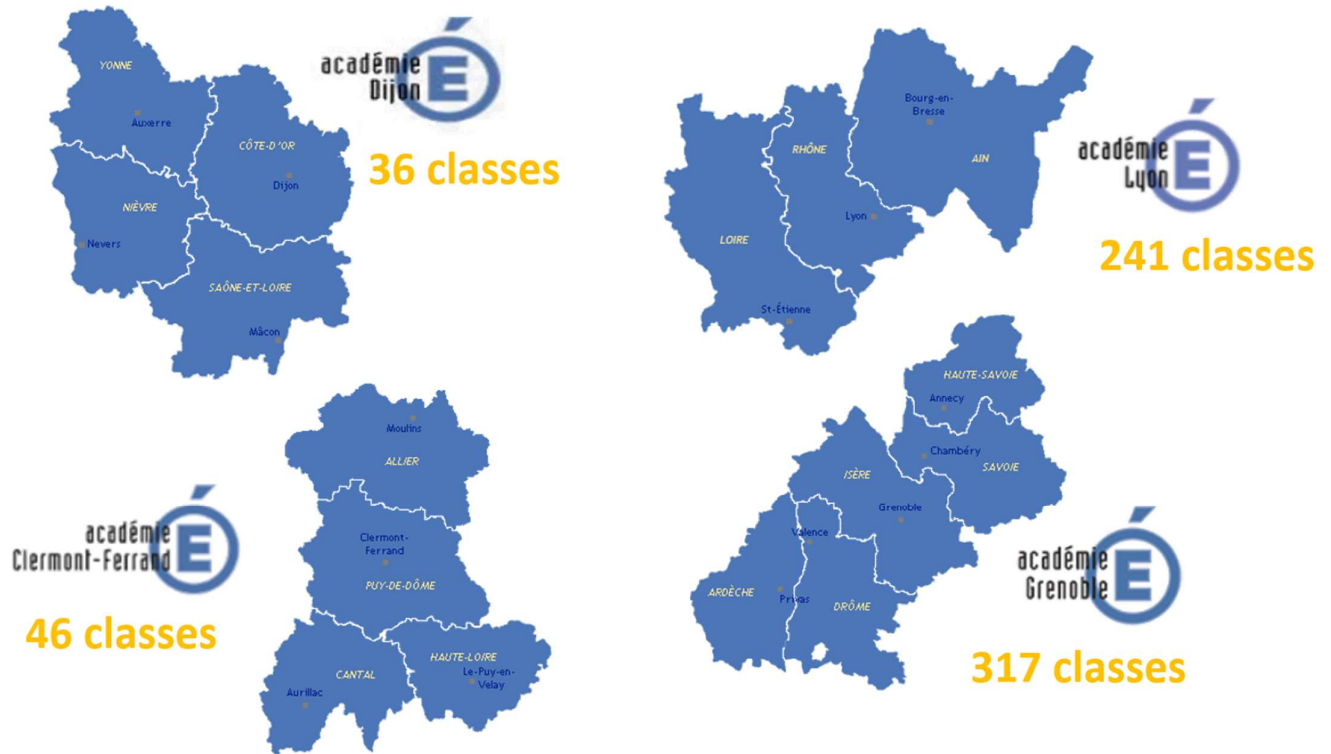 YONNE
Auxerre
CÔTE-D'OR
Dijon
NIÈVRE
Nevers
SAÔNE-ET-LOIRE
Mâcon
académie
Dijon
É
36 classes
Bourg-en-
Bresse
RHÔNE
AIN
Lyon
LOIRE
St-Étienne
académie
Lyon
É
241 classes
Moulins
ALLIER
Clermont-
Ferrand
PUY-DE-DÔME
HAUTE-LOIRE
Le-Puy-en-
Velay
CANTAL
Aurillac
académie
Clermont-Ferrand
É
46 classes
HAUTE-SAVOIE
Annecy
Chambéry
SAVOIE
ISÈRE
Grenoble
Valence
ARDÈCHE
Privas
DRÔME
académie
Grenoble
É
317 classes